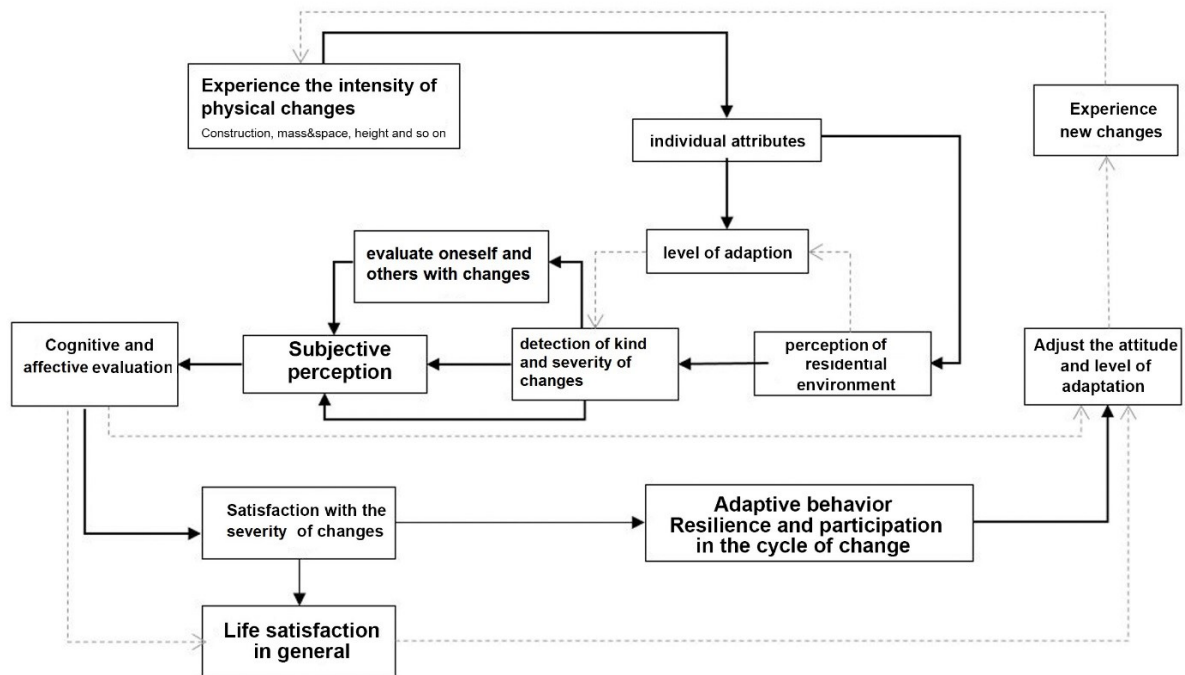 Experience the intensity of
physical changes
Construction, mass&space, height and so on
Experience
new changes
individual attributes
evaluate oneself and
others with changes
level of adaption
Cognitive and
affective evaluation
Subjective
perception
detection of kind
and severity of
changes
perception of
residential
environment
Adjust the attitude
and level of
adaptation
Satisfaction with the
severity of changes
Adaptive behavior
Resilience and participation
in the cycle of change
Life satisfaction
in general